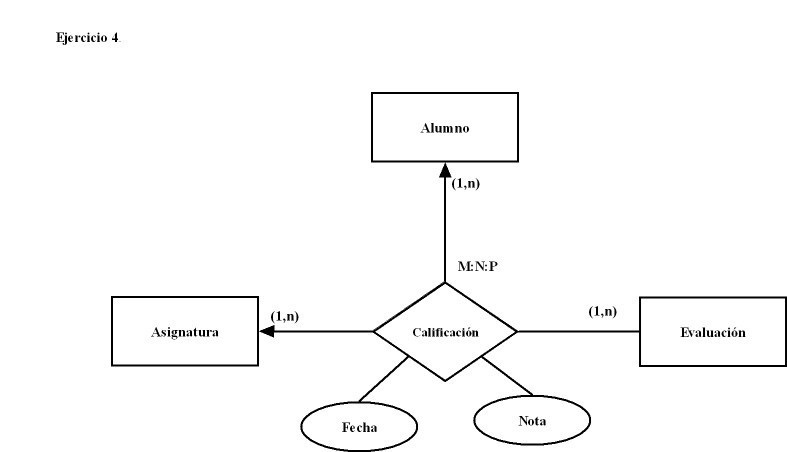 Ejercicio 4.
Alumno
(1,n)
M:N:P
Asignatura
(1,n)
Calificación
(1,n)
Evaluación
Fecha
Nota